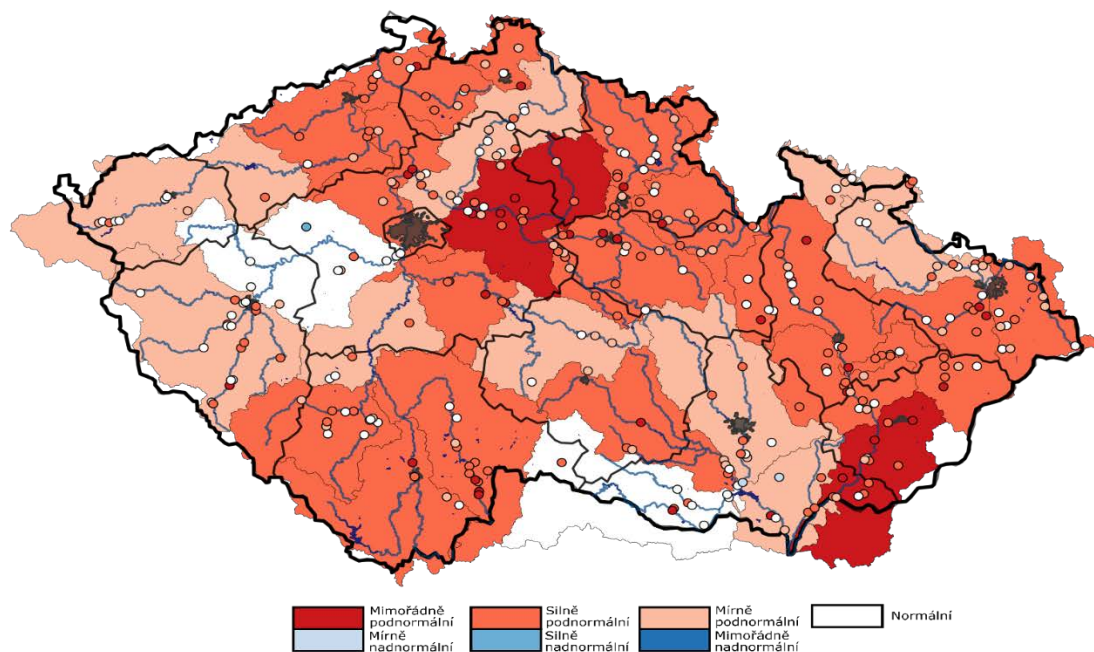 Mimořádně
podnormální
Silně
podnormální
Mírně
podnormální
Normální
Mírně
nadnormální
Silně
nadnormální
Mimořádně
nadnormální